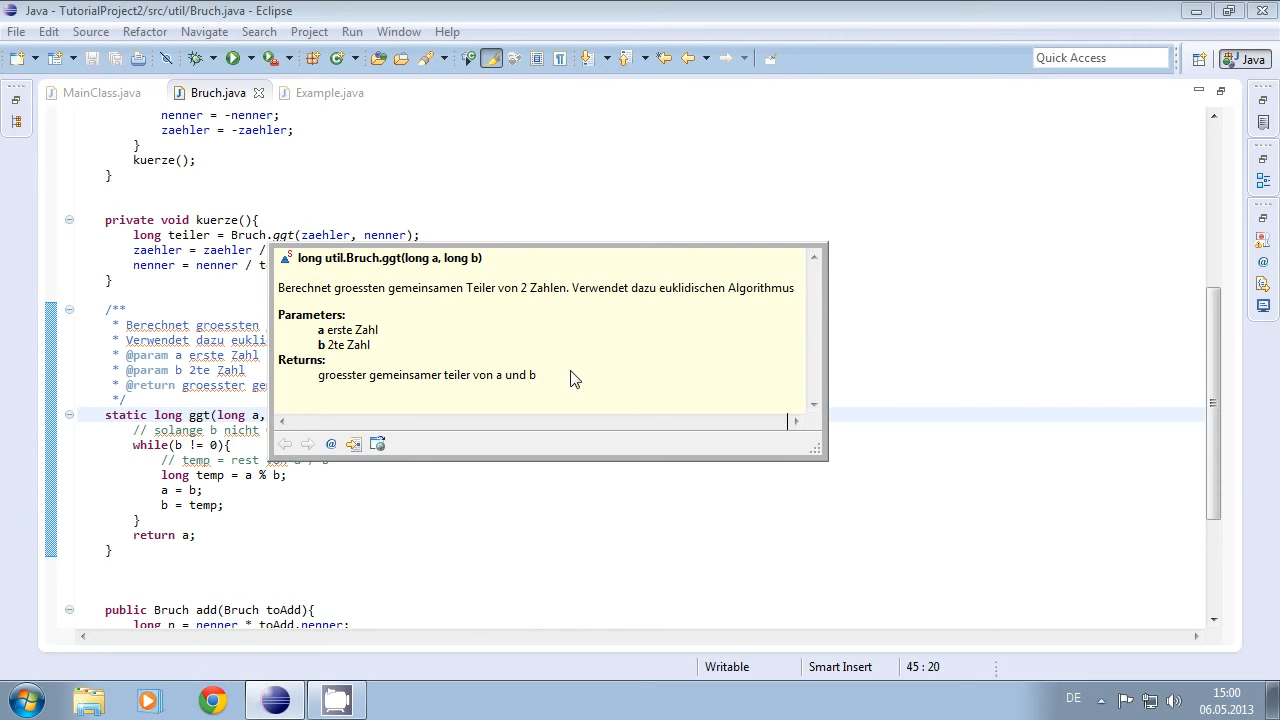 Java - TutorialProject2/src/util/Bruch.java - Eclipse
File Edit Source Refactor Navigate Search Project Run Window Help
Quick Access
Java
MainClass.java Bruch.java Example.java
nenner = -nenner;
zaehler = -zaehler;
}
kuerze();
}
private void kuerze(){
long teiler = Bruch.ggt(zaehler, nenner);
zaehler = zaehler /
nenner = nenner /
}
long util.Bruch.ggt(long a, long b)
Berechnet groessten gemeinsamen Teiler von 2 Zahlen. Verwendet dazu euklidischen Algorithmus
Parameters:
a erste Zahl
b 2te Zahl
Returns:
groesster gemeinsamer teiler von a und b
/**
* Berechnet groessten
* Verwendet dazu eukli
* @param a erste Zahl
* @param b 2te Zahl
* @return groesster ge
*/
static long ggt(long a,
// solange b nicht
while(b != 0){
// temp = rest von a / b
long temp = a % b;
a = b;
b = temp;
}
return a;
}
public Bruch add(Bruch toAdd){
long n = nenner * toAdd.nenner;
Writable Smart Insert 45 : 20
DE
15:00
06.05.2013